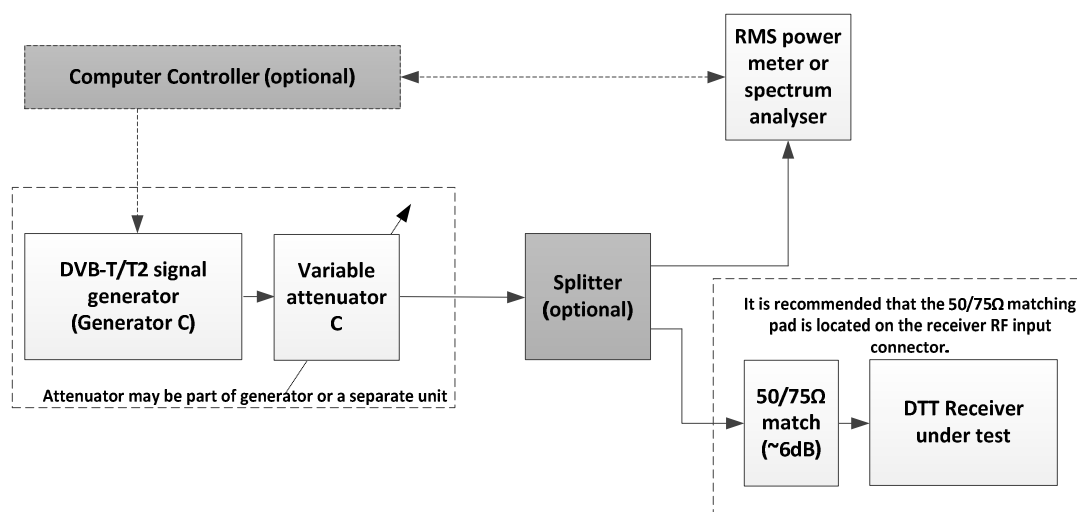 RMS power
meter or
spectrum
analyser
Computer Controller (optional)
DVB-T/T2 signal
generator
(Generator C)
Variable
attenuator
C
Attenuator may be part of generator or a separate unit
Splitter
(optional)
It is recommended that the 50/75Ω matching
pad is located on the receiver RF input
connector.
50/75Ω
match
(~6dB)
DTT Receiver
under test